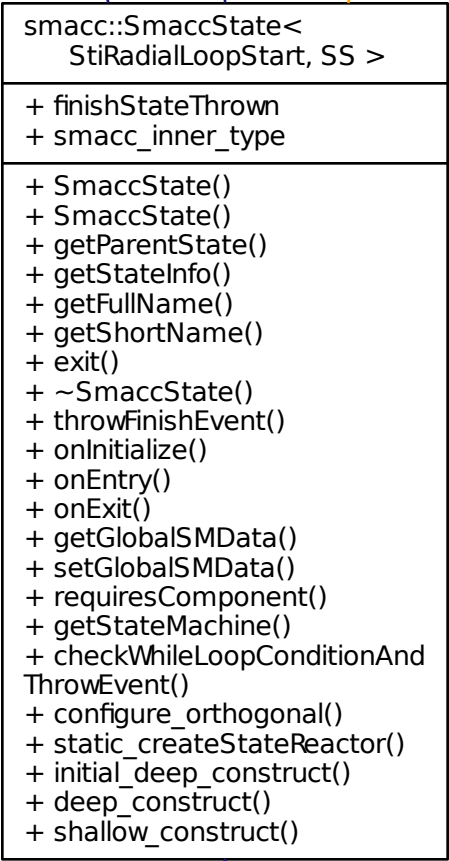 smacc::SmaccState<
StiRadialLoopStart, SS >
+ finishStateThrown
+ smacc_inner_type
+ SmaccState()
+ SmaccState()
+ getParentState()
+ getStateInfo()
+ getFullName()
+ getShortName()
+ exit()
+ ~SmaccState()
+ throwFinishEvent()
+ onInitialize()
+ onEntry()
+ onExit()
+ getGlobalSMData()
+ setGlobalSMData()
+ requiresComponent()
+ getStateMachine()
+ checkWhileLoopConditionAnd
ThrowEvent()
+ configure_orthogonal()
+ static_createStateReactor()
+ initial_deep_construct()
+ deep_construct()
+ shallow_construct()